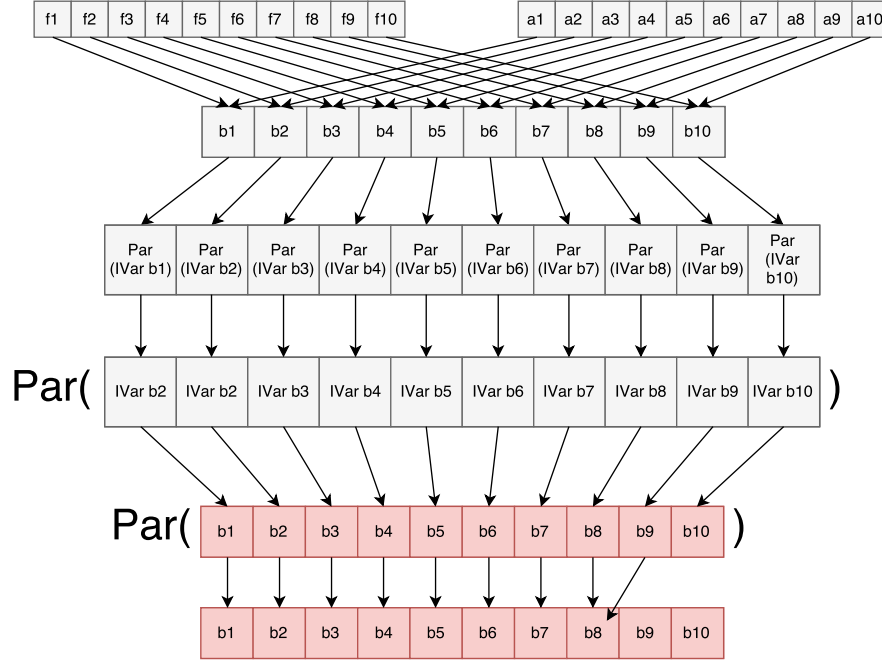 f1 f2 f3 f4 f5 f6 f7 f8 f9 f10 a1 a2 a3 a4 a5 a6 a7 a8 a9 a10
b1 b2 b3 b4 b5 b6 b7 b8 b9 b10
Par (IVar b1)
Par (IVar b2)
Par (IVar b3)
Par (IVar b4)
Par (IVar b5)
Par (IVar b6)
Par (IVar b7)
Par (IVar b8)
Par (IVar b9)
Par (IVar b10)
Par( IVar b2 IVar b2 IVar b3 IVar b4 IVar b5 IVar b6 IVar b7 IVar b8 IVar b9 IVar b10 )
Par( b1 b2 b3 b4 b5 b6 b7 b8 b9 b10 )
b1 b2 b3 b4 b5 b6 b7 b8 b9 b10